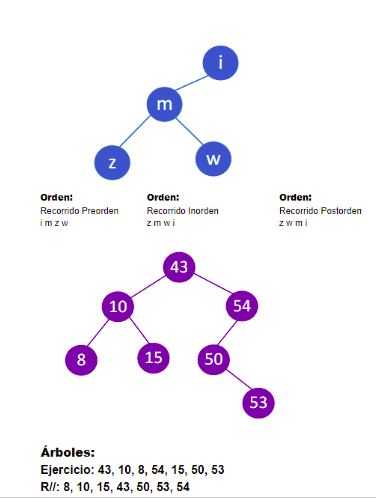 i
m
z
w
Orden:
Recorrido Preorden
i m z w
Orden:
Recorrido Inorden
z m w i
Orden:
Recorrido Postorden
z w m i
43
10
54
8
15
50
53
Árboles:
Ejercicio: 43, 10, 8, 54, 15, 50, 53
R//: 8, 10, 15, 43, 50, 53, 54